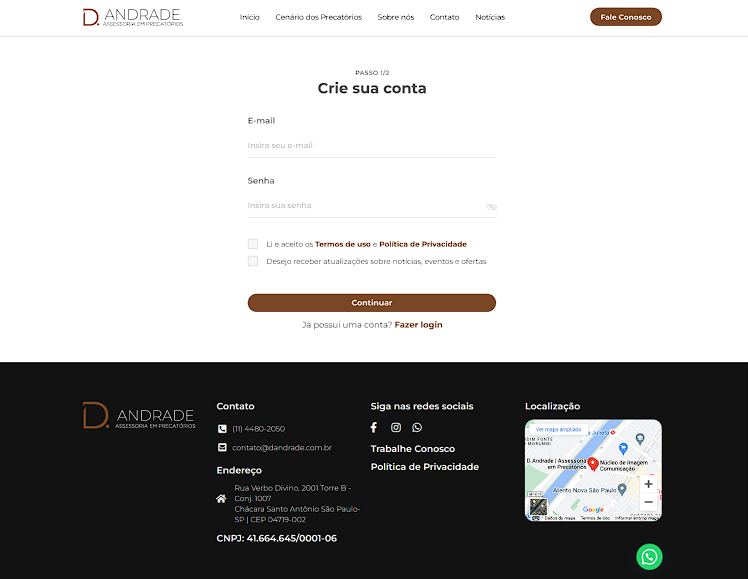 D. ANDRADE
ASSESSORIA EM PRECATÓRIOS
Início Cenário dos Precatórios Sobre nós Contato Notícias
Fale Conosco
PASSO 1/2
Crie sua conta
E-mail
Insira seu e-mail
Senha
Insira sua senha
Li e aceito os Termos de uso e Política de Privacidade
Desejo receber atualizações sobre notícias, eventos e ofertas
Continuar
Já possui uma conta? Fazer login
D. ANDRADE
ASSESSORIA EM PRECATÓRIOS
Contato
(11) 4480-2050
contato@dandrade.com.br
Endereço
Rua Verbo Divino, 2001 Torre B -
Conj. 1007
Chácara Santo Antônio São Paulo-
SP | CEP 04719-002
CNPJ: 41.664.645/0001-06
Siga nas redes sociais
Trabalhe Conosco
Política de Privacidade
Localização
Ver mapa ampliado
JARDIM FONTE
DO MORUMBI
D.Andrade | Assessoria
em Precatórios
Núcleo de Imagem
Comunicação
Atento Nova São Paulo
+
−
Google
Dados do mapa Termos de Uso Informar erro no mapa